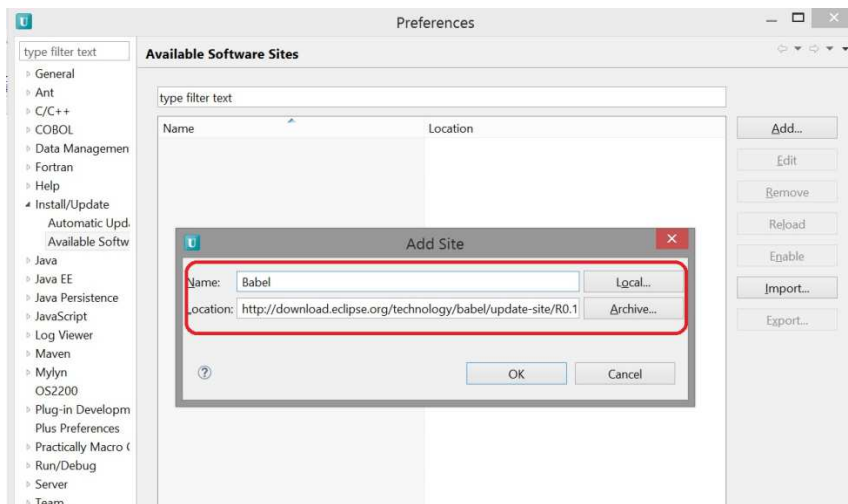 U
Preferences
type filter text
General
Ant
C/C++
COBOL
Data Managemen
Fortran
Help
Install/Update
Automatic Upd
Available Softw
Java
Java EE
Java Persistence
JavaScript
Log Viewer
Maven
Mylyn
OS2200
Plug-in Developm
Plus Preferences
Practically Macro (
Run/Debug
Server
Team
Available Software Sites
type filter text
Name Location
Add...
Edit
Remove
Reload
Enable
Import...
Export...
U
Add Site
Name: Babel Local...
Location: http://download.eclipse.org/technology/babel/update-site/R0.1 Archive...
OK Cancel